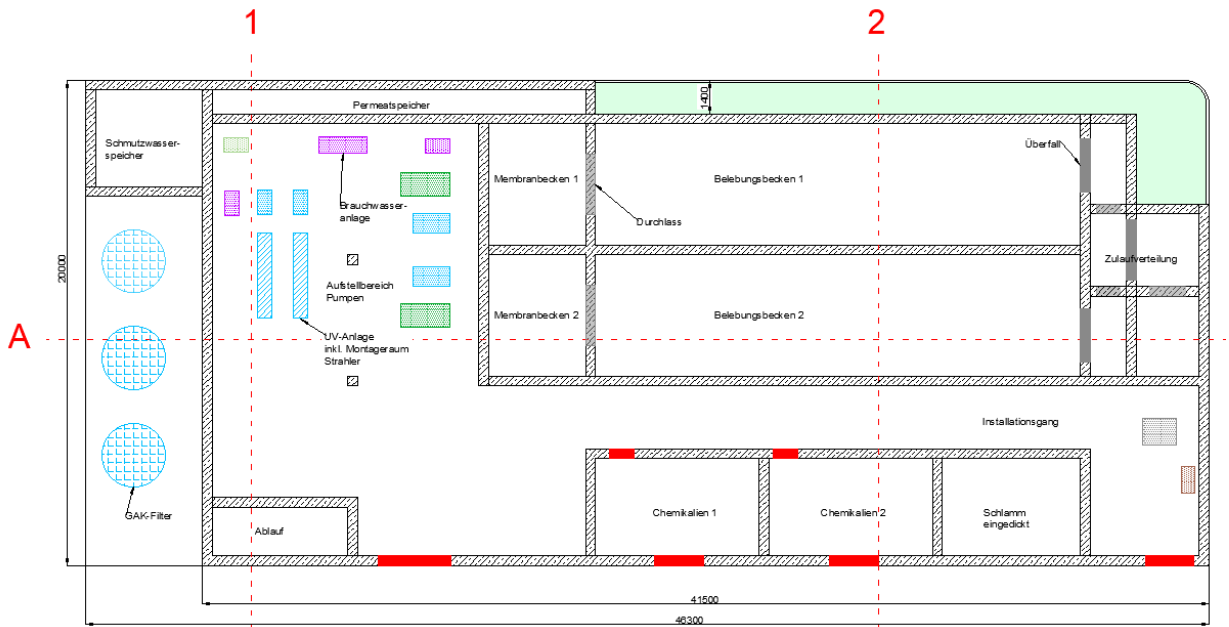 1
2
Permeatspeicher
1400
Schmutzwasser-
speicher
Überfall
Membranbecken 1
Belebungsbecken 1
Brauchwasser-
anlage
Durchlass
Zulaufverteilung
20000
Aufstellbereich
Pumpen
Membranbecken 2
Belebungsbecken 2
A
UV-Anlage
inkl. Montageraum
Strahler
Installationsgang
GAK-Filter
Ablauf
Chemikalien 1
Chemikalien 2
Schlamm
eingedickt
41500
46300